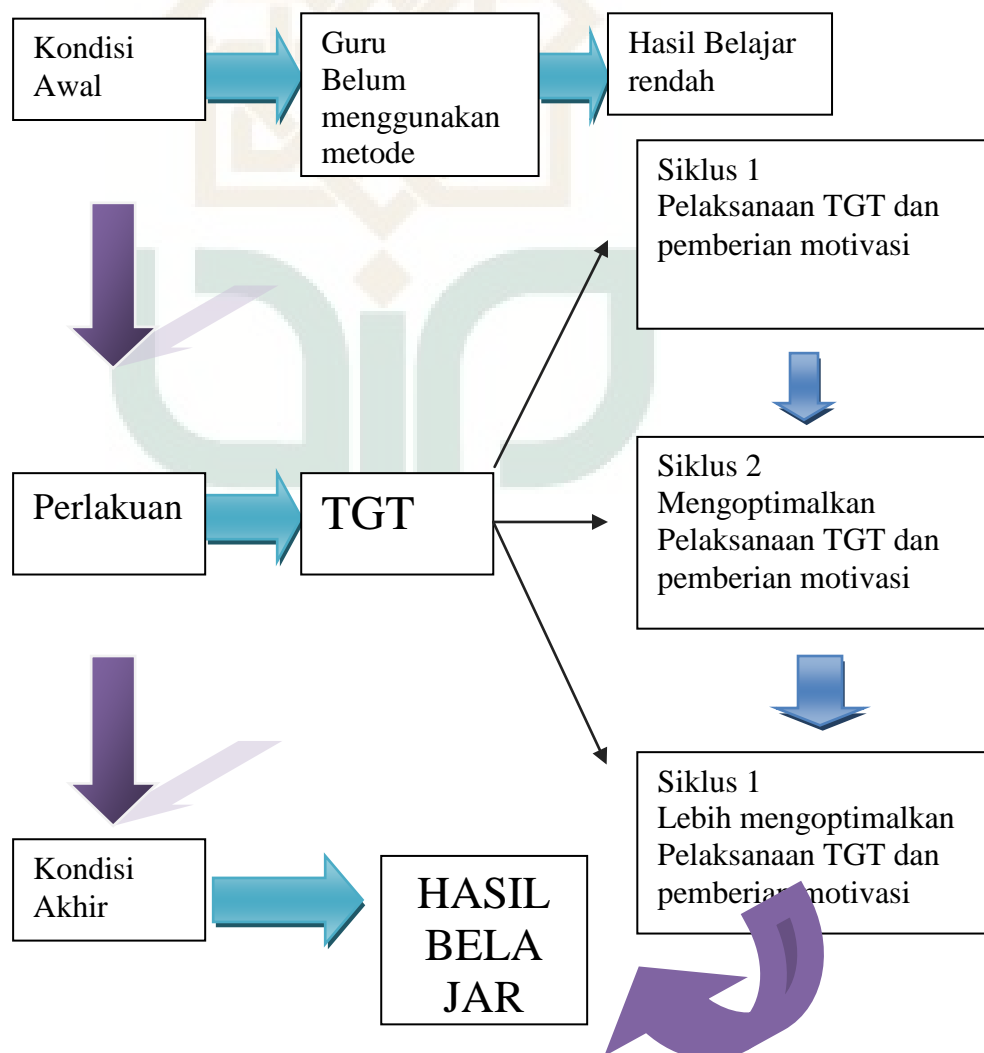 Kondisi
Awal
Guru
Belum
menggunakan
metode
Hasil Belajar
rendah
Siklus 1
Pelaksanaan TGT dan
pemberian motivasi
Perlakuan
TGT
Siklus 2
Mengoptimalkan
Pelaksanaan TGT dan
pemberian motivasi
Siklus 1
Lebih mengoptimalkan
Pelaksanaan TGT dan
pemberian motivasi
Kondisi
Akhir
HASIL
BELA
JAR